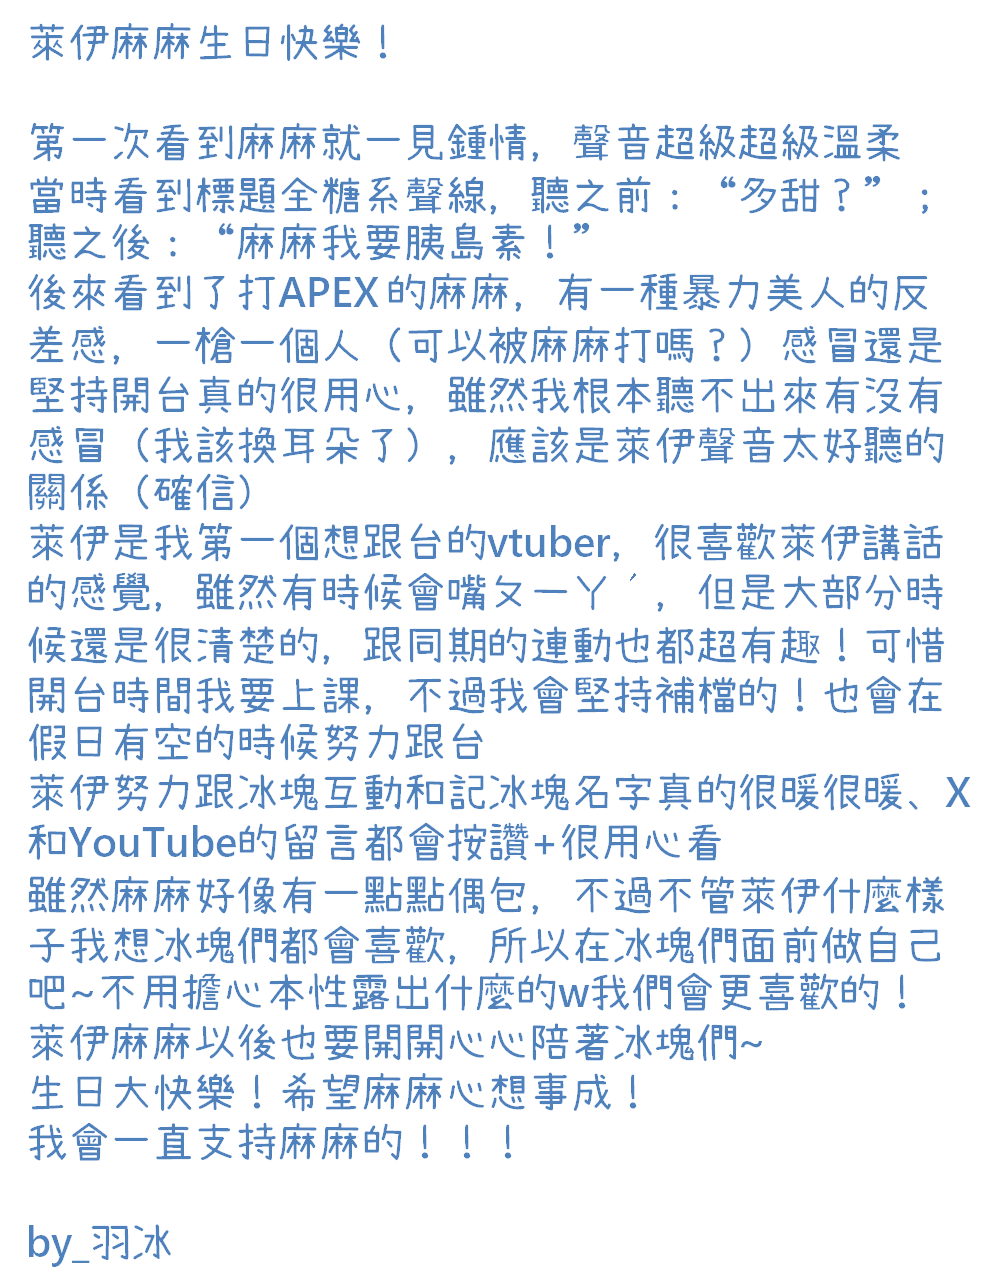 萊伊麻麻生日快樂！
第一次看到麻麻就一見鍾情，聲音超級超級溫柔
當時看到標題全糖系聲線，聽之前：“多甜？”；
聽之後：“麻麻我要胰島素！”
後來看到了打APEX的麻麻，有一種暴力美人的反
差感，一槍一個人（可以被麻麻打嗎？）感冒還是
堅持開台真的很用心，雖然我根本聽不出來有沒有
感冒（我該換耳朵了），應該是萊伊聲音太好聽的
關係（確信）
萊伊是我第一個想跟台的vtuber，很喜歡萊伊講話
的感覺，雖然有時候會嘴ㄆㄧㄚˊ，但是大部分時
候還是很清楚的，跟同期的連動也都超有趣！可惜
開台時間我要上課，不過我會堅持補檔的！也會在
假日有空的時候努力跟台
萊伊努力跟冰塊互動和記冰塊名字真的很暖很暖、X
和YouTube的留言都會按讚+很用心看
雖然麻麻好像有一點點偶包，不過不管萊伊什麼樣
子我想冰塊們都會喜歡，所以在冰塊們面前做自己
吧~不用擔心本性露出什麼的w我們會更喜歡的！
萊伊麻麻以後也要開開心心陪著冰塊們~
生日大快樂！希望麻麻心想事成！
我會一直支持麻麻的！！！
by_羽冰